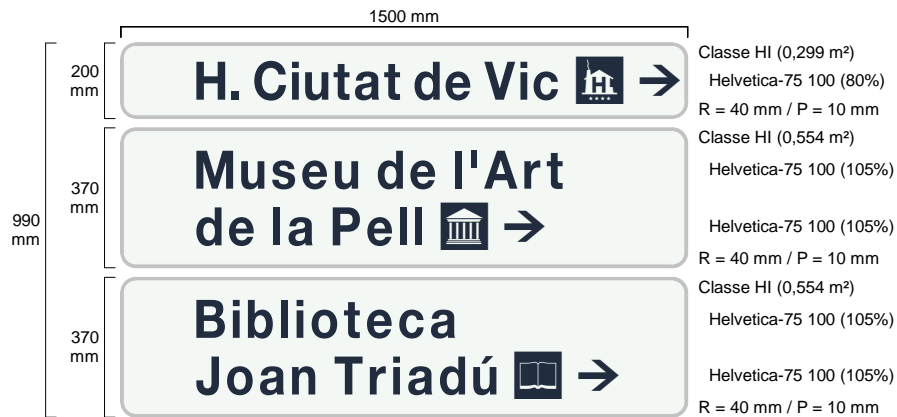 1500 mm
990 mm
200 mm
H. Ciutat de Vic H
Classe HI (0,299 m²)
Helvetica-75 100 (80%)
R = 40 mm / P = 10 mm
370 mm
Museu de l'Art
de la Pell
Classe HI (0,554 m²)
Helvetica-75 100 (105%)
Helvetica-75 100 (105%)
R = 40 mm / P = 10 mm
370 mm
Biblioteca
Joan Triadú
Classe HI (0,554 m²)
Helvetica-75 100 (105%)
Helvetica-75 100 (105%)
R = 40 mm / P = 10 mm